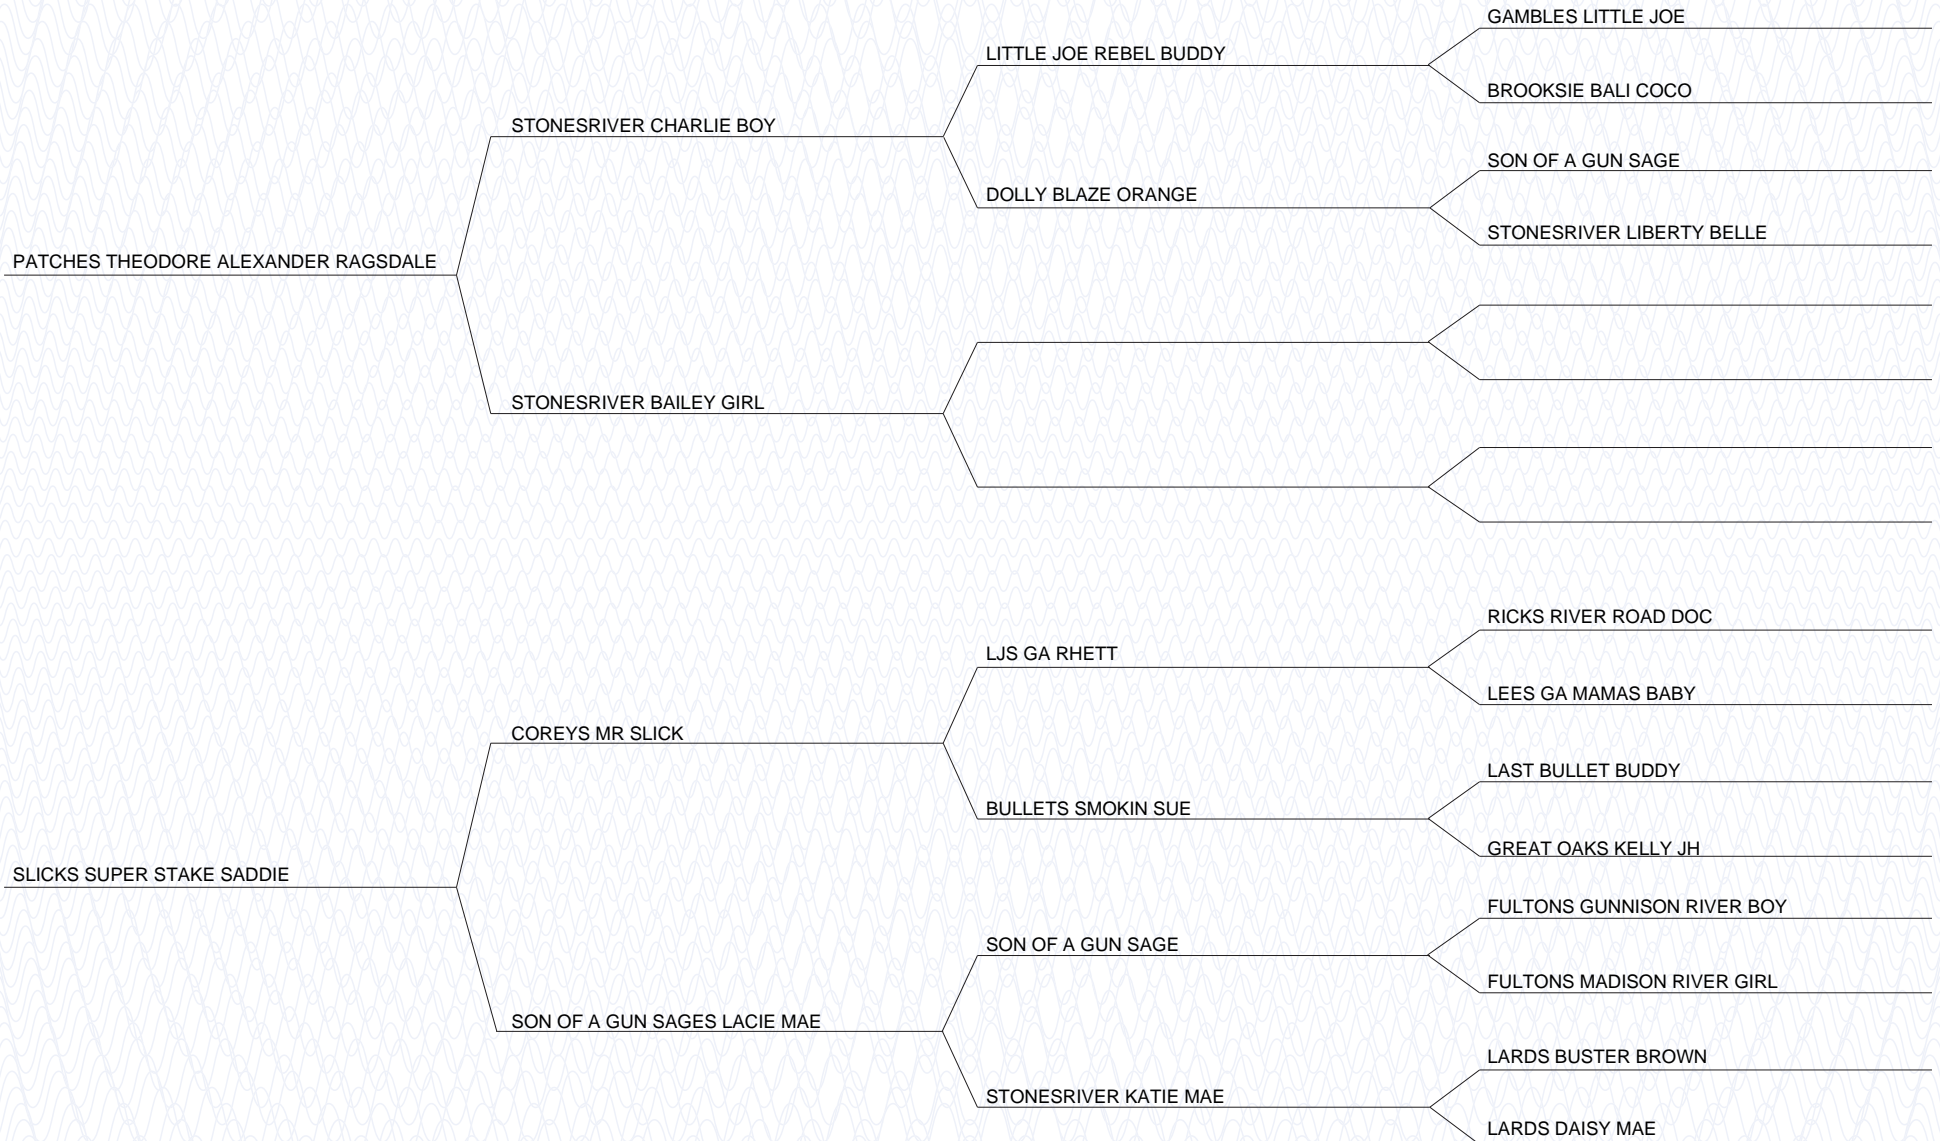 GAMBLES LITTLE JOE
LITTLE JOE REBEL BUDDY
BROOKSIE BALI COCO
STONESRIVER CHARLIE BOY
SON OF A GUN SAGE
DOLLY BLAZE ORANGE
STONESRIVER LIBERTY BELLE
PATCHES THEODORE ALEXANDER RAGSDALE
STONESRIVER BAILEY GIRL
RICKS RIVER ROAD DOC
LJS GA RHETT
LEES GA MAMAS BABY
COREYS MR SLICK
LAST BULLET BUDDY
BULLETS SMOKIN SUE
GREAT OAKS KELLY JH
SLICKS SUPER STAKE SADDIE
FULTONS GUNNISON RIVER BOY
SON OF A GUN SAGE
FULTONS MADISON RIVER GIRL
SON OF A GUN SAGES LACIE MAE
LARDS BUSTER BROWN
STONESRIVER KATIE MAE
LARDS DAISY MAE